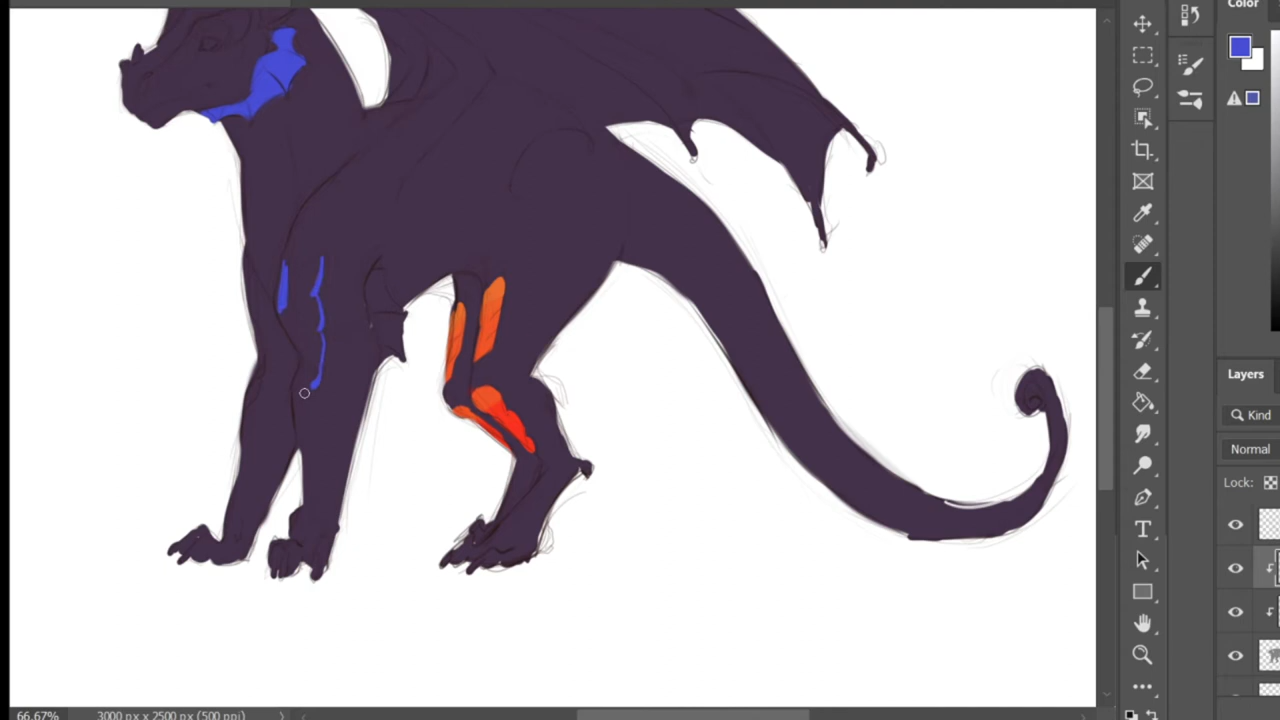 Color
T
Layers
Kind
Normal
Lock:
66.67%
3000 px x 2500 px (500 ppi)